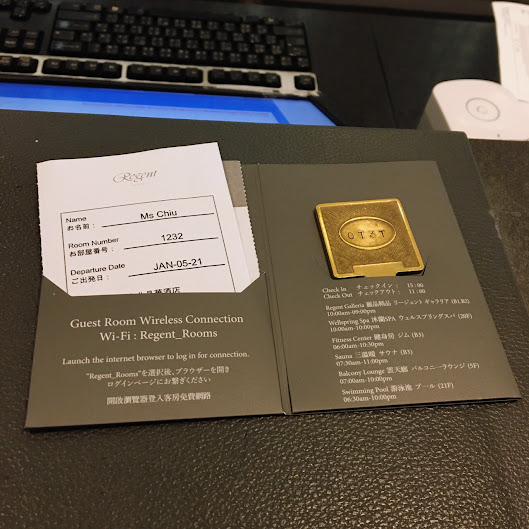 Regent
Name
お名前: Ms Chiu
Room Number
お部屋番号: 1232
Departure Date
ご出発日: JAN-05-21
Guest Room Wireless Connection
Wi-Fi : Regent_Rooms
Launch the internet browser to log in for connection.
"Regent_Rooms"を選択後、ブラウザーを開き
ログインページにお繋ぎください
開啟瀏覽器登入客房免費網路
Check In チェックイン: 15:00
Check Out チェックアウト: 11:00
Regent Galleria 麗晶精品 リージェント ギャラリア (B1,B2)
10:00am-09:00pm
Wellspring Spa 沐蘭SPA ウェルスプリングスパ (20F)
10:00am-10:00pm
Fitness Center 健身房 ジム (B3)
06:00am-10:30pm
Sauna 三溫暖 サウナ (B3)
07:30am-11:00pm
Balcony Lounge 雲天廊 バルコニーラウンジ (5F)
07:00am-10:00pm
Swimming Pool 游泳池 プール (21F)
06:30am-10:00pm